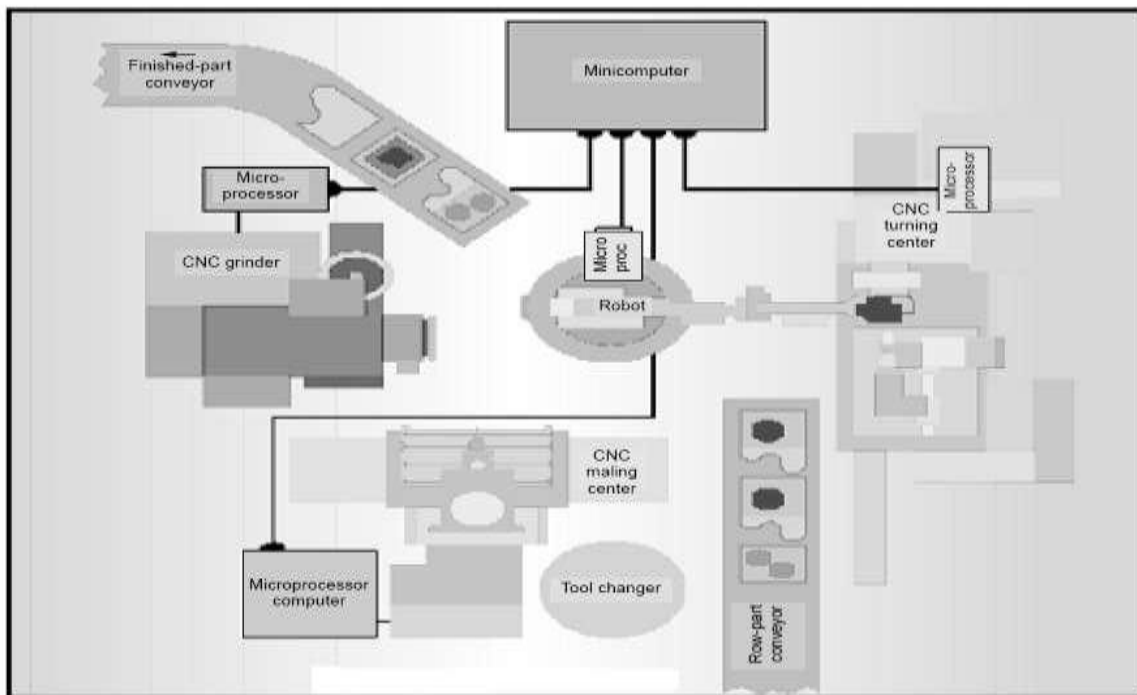 Finished-part
conveyor
Minicomputer
Micro-
processor
Micro-
processor
CNC
turning
center
CNC grinder
Micro
proc
Robot
CNC
maling
center
Microprocessor
computer
Tool changer
Row-part
conveyor